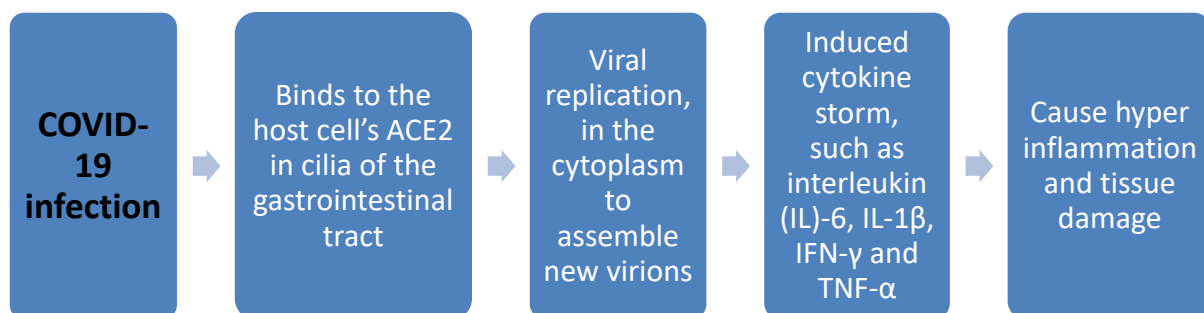 COVID-
19
infection
Binds to the
host cell’s ACE2
in cilia of the
gastrointestinal
tract
Viral
replication,
in the
cytoplasm
to
assemble
new virions
Induced
cytokine
storm,
such as
interleukin
(IL)-6, IL-1β,
IFN-γ and
TNF-α
Cause hyper
inflammation
and tissue
damage